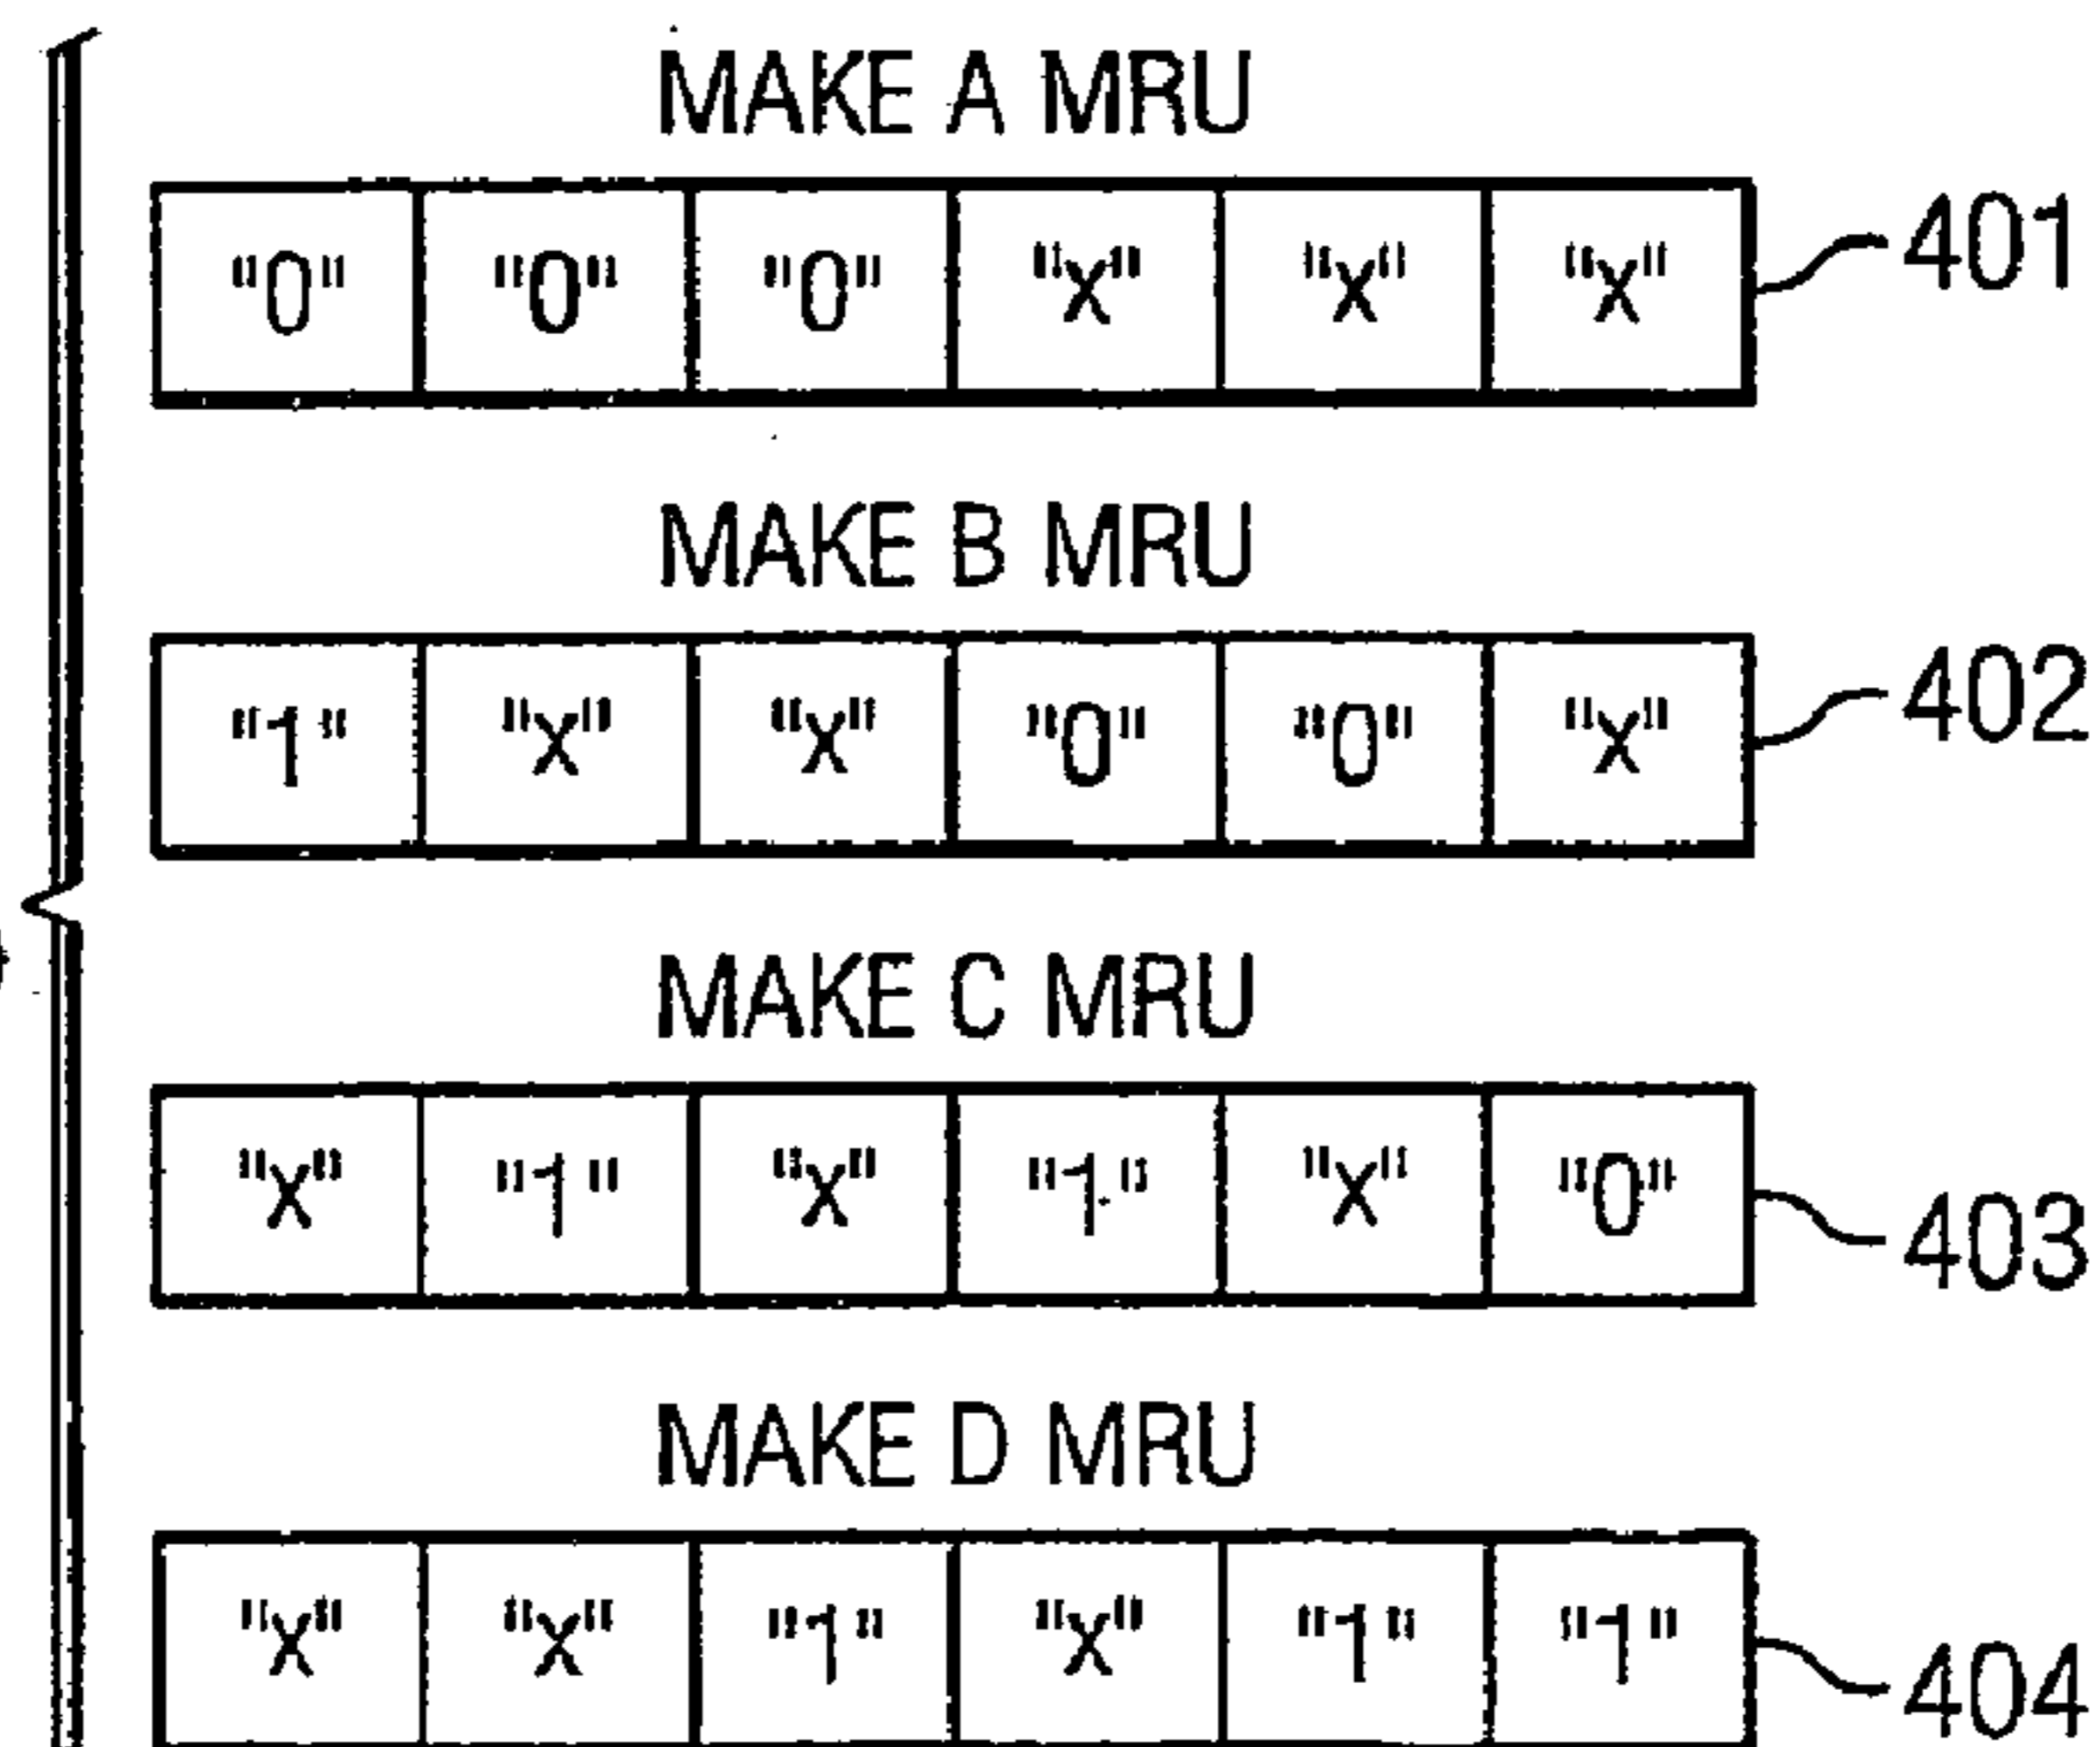 MAKE A MRU
"0" "0" "0" "X" "X" "X" 401
MAKE B MRU
"1" "X" "X" "0" "0" "X" 402
MAKE C MRU
"X" "1" "X" "1" "X" "0" 403
MAKE D MRU
"X" "X" "1" "X" "1" "1" 404